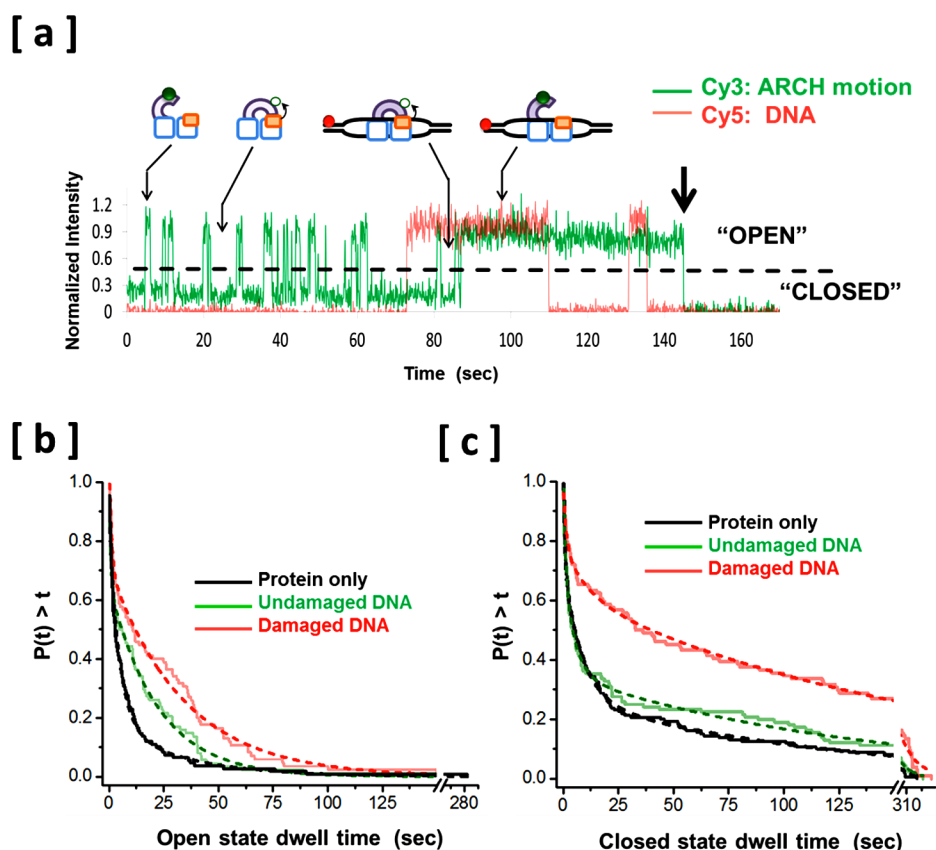 [ a ]
Cy3: ARCH motion
Cy5: DNA
Normalized Intensity
1.2
0.9
0.6
0.3
0
“OPEN”
“CLOSED”
0 20 40 60 80 100 120 140 160
Time (sec)
[ b ]
P(t) > t
1.0
0.8
0.6
0.4
0.2
0.0
Protein only
Undamaged DNA
Damaged DNA
0 25 50 75 100 125 280
Open state dwell time (sec)
[ c ]
P(t) > t
1.0
0.8
0.6
0.4
0.2
0.0
Protein only
Undamaged DNA
Damaged DNA
0 25 50 75 100 125 310
Closed state dwell time (sec)